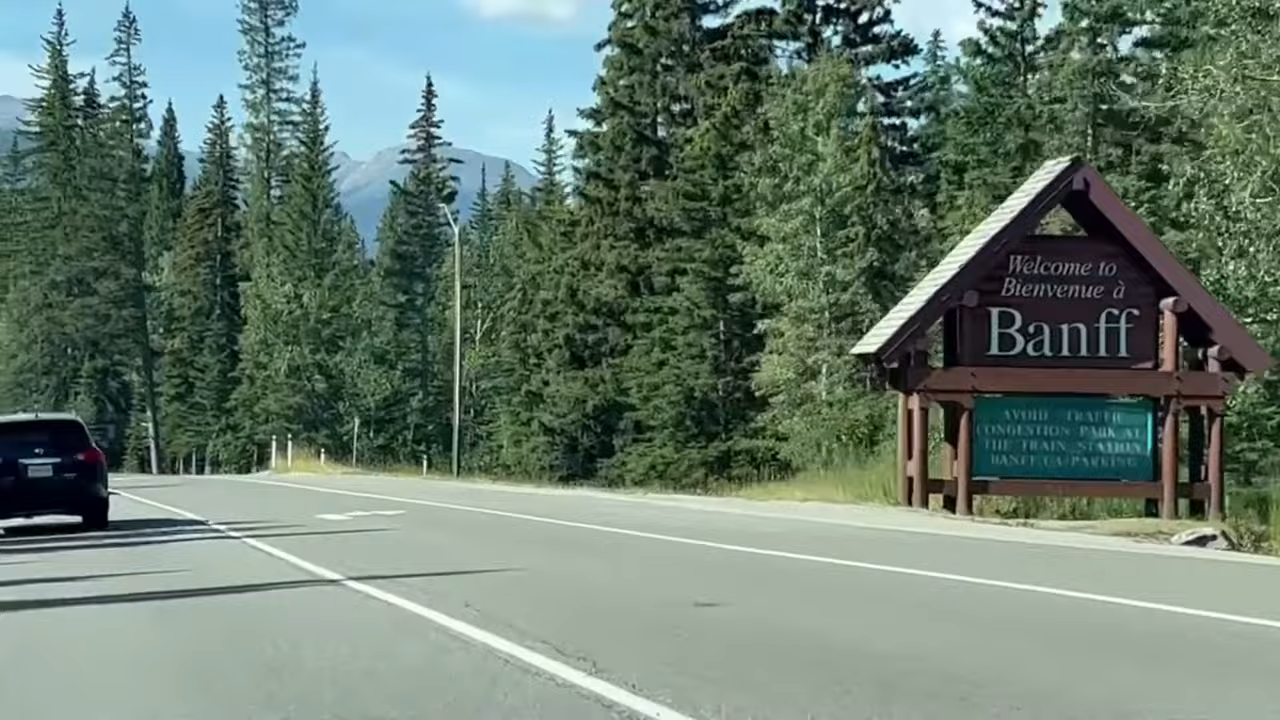 Welcome to
Bienvenue à
Banff
AVOID TRAFFIC
CONGESTION PARK AT
THE TRAIN STATION
BANFF.CA/PARKING